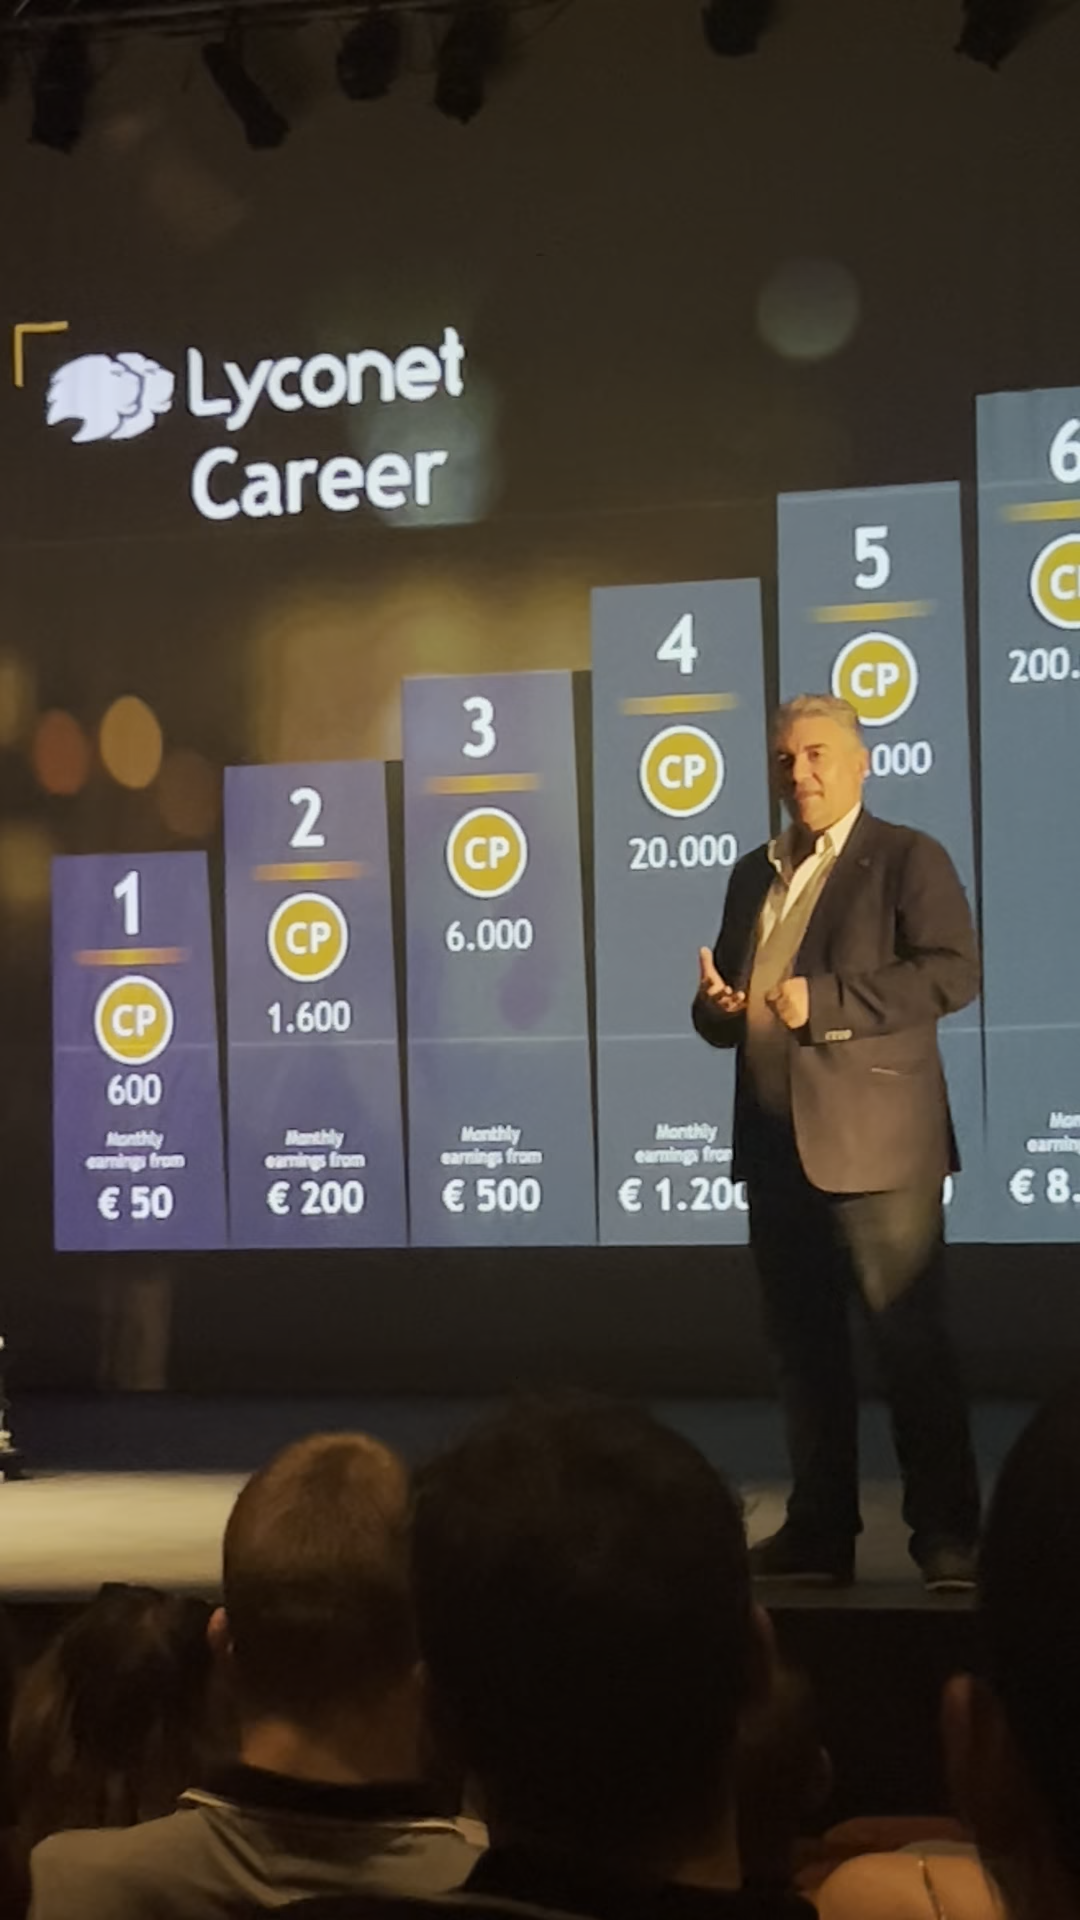 Lyconet
Career
1
CP
600
Monthly
earnings from
€ 50
2
CP
1.600
Monthly
earnings from
€ 200
3
CP
6.000
Monthly
earnings from
€ 500
4
CP
20.000
Monthly
€ 1.20
5
CP
.000
6
200.
€ 8.